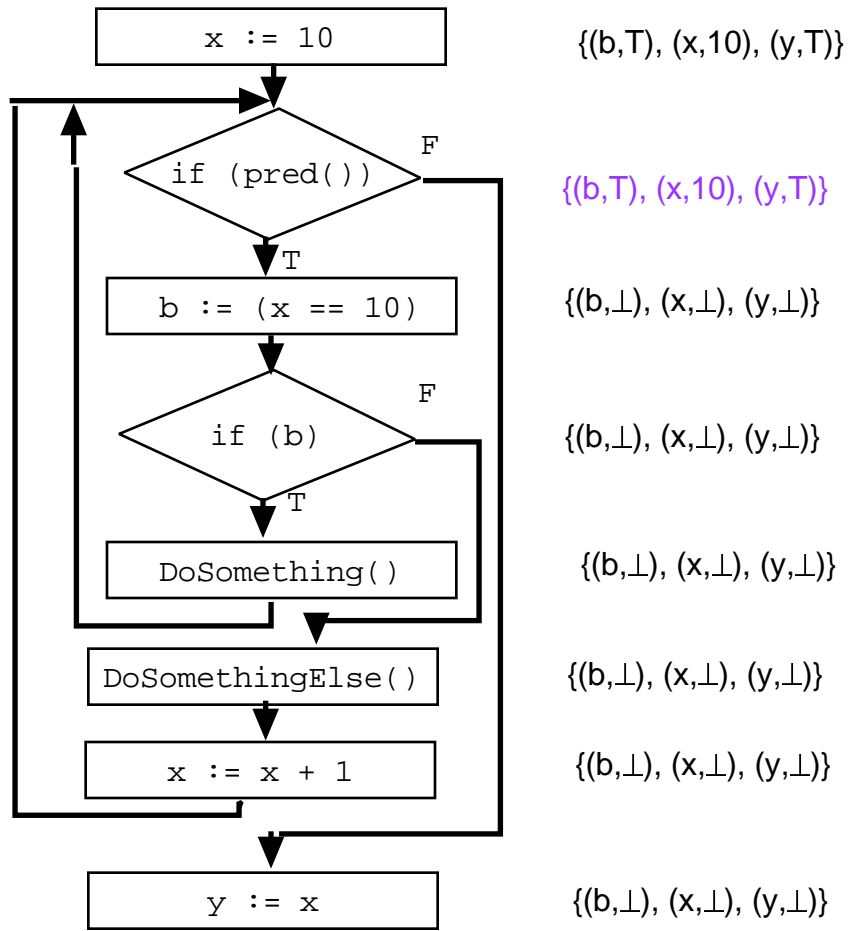 x := 10
{(b,T), (x,10), (y,T)}
F
if (pred())
{(b,T), (x,10), (y,T)}
T
b := (x == 10)
{(b,⊥), (x,⊥), (y,⊥)}
F
if (b)
{(b,⊥), (x,⊥), (y,⊥)}
T
DoSomething()
{(b,⊥), (x,⊥), (y,⊥)}
DoSomethingElse()
{(b,⊥), (x,⊥), (y,⊥)}
x := x + 1
{(b,⊥), (x,⊥), (y,⊥)}
y := x
{(b,⊥), (x,⊥), (y,⊥)}